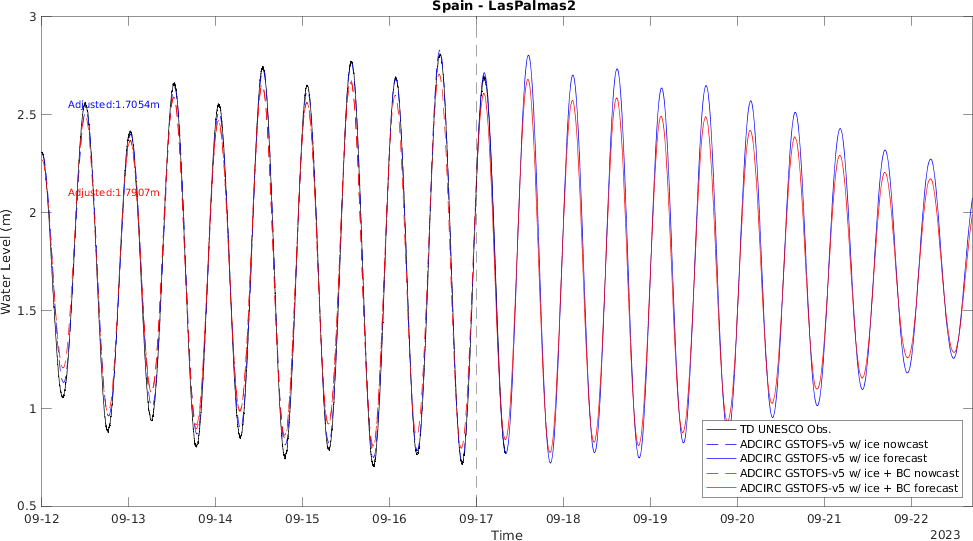 Spain - LasPalmas2
3
2.5
2
1.5
1
0.5
Water Level (m)
Adjusted:1.7054m
Adjusted:1.7907m
TD UNESCO Obs.
ADCIRC GSTOFS-v5 w/ ice nowcast
ADCIRC GSTOFS-v5 w/ ice forecast
ADCIRC GSTOFS-v5 w/ ice + BC nowcast
ADCIRC GSTOFS-v5 w/ ice + BC forecast
09-12 09-13 09-14 09-15 09-16 09-17 09-18 09-19 09-20 09-21 09-22
Time
2023